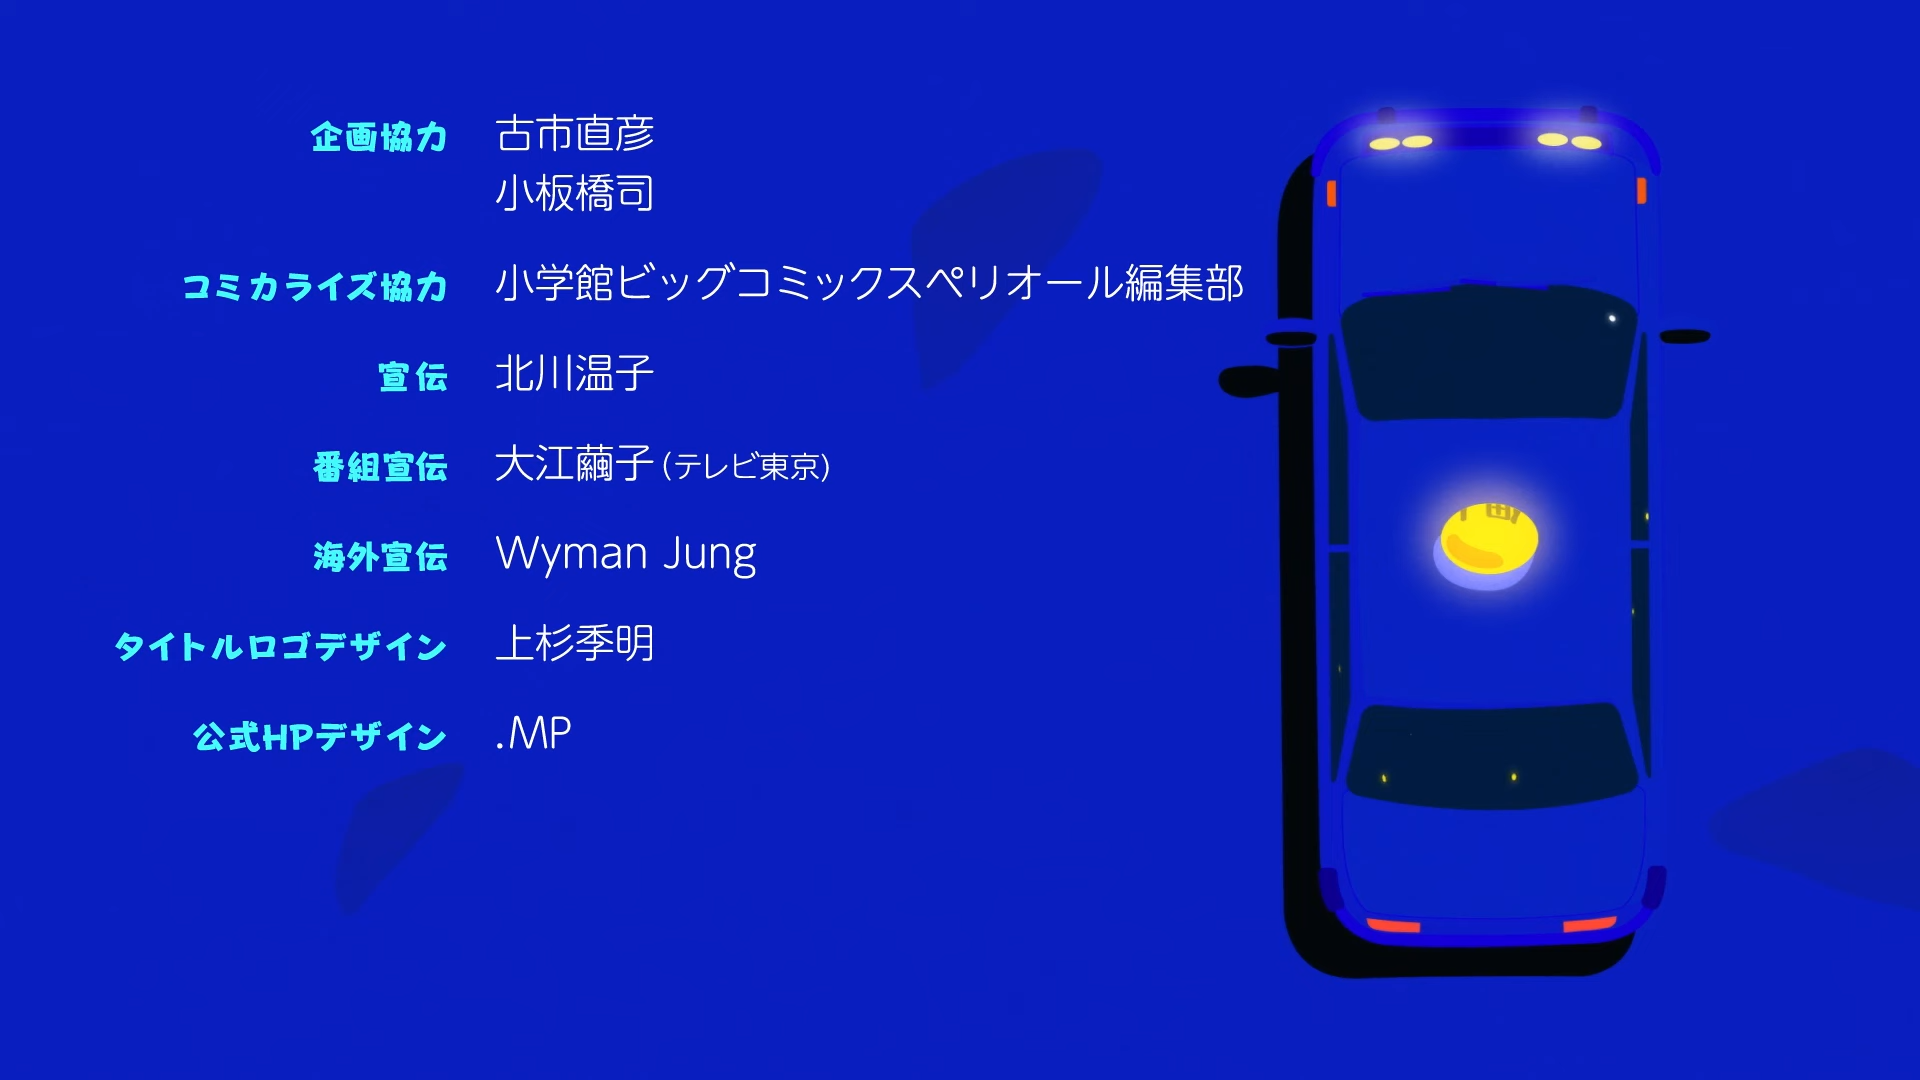 企画協力 古市直彦
小板橋司
コミカライズ協力 小学館ビッグコミックスペリオール編集部
宣伝 北川温子
番組宣伝 大江繭子(テレビ東京)
海外宣伝 Wyman Jung
タイトルロゴデザイン 上杉季明
公式HPデザイン .MP